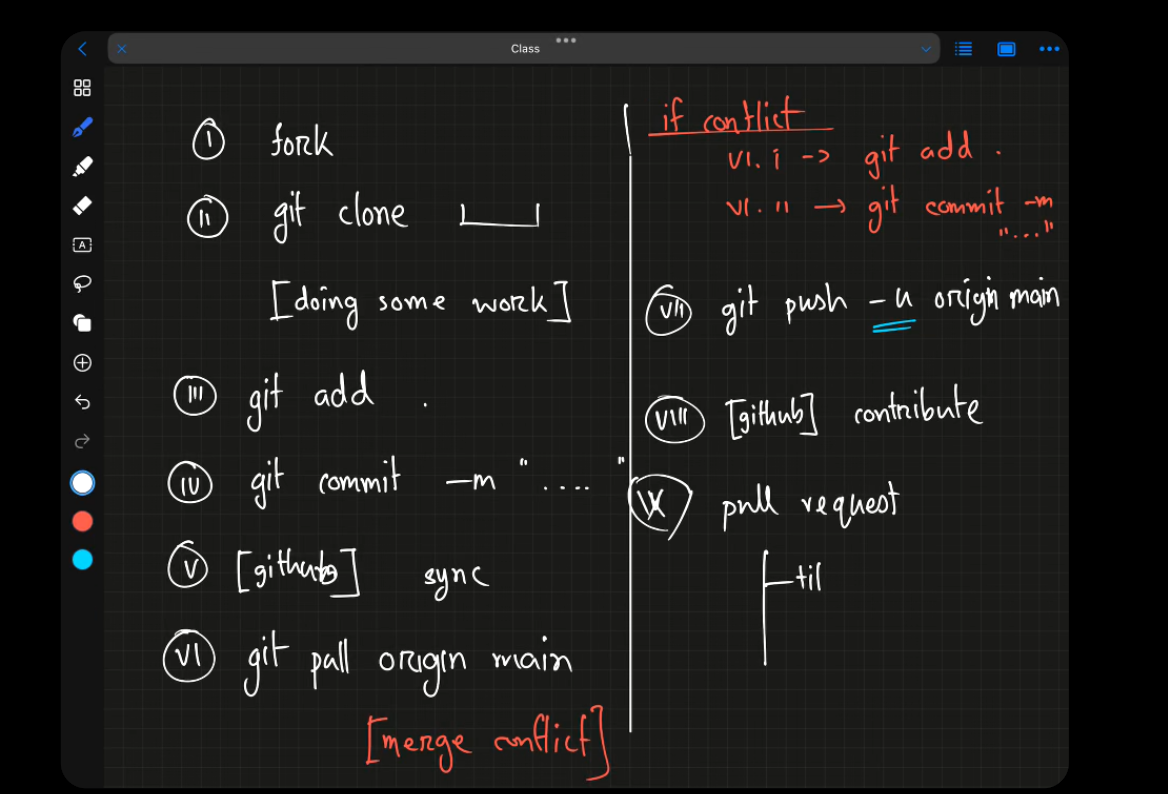 Class
I fork
II git clone
[doing some work]
III git add .
IV git commit -m "...."
V [github] sync
VI git pull origin main
[merge conflict]
if conflict
VI. i -> git add .
VI. II -> git commit -m
"..."
VII git push -u origin main
VIII [github] contribute
IX pull request
til